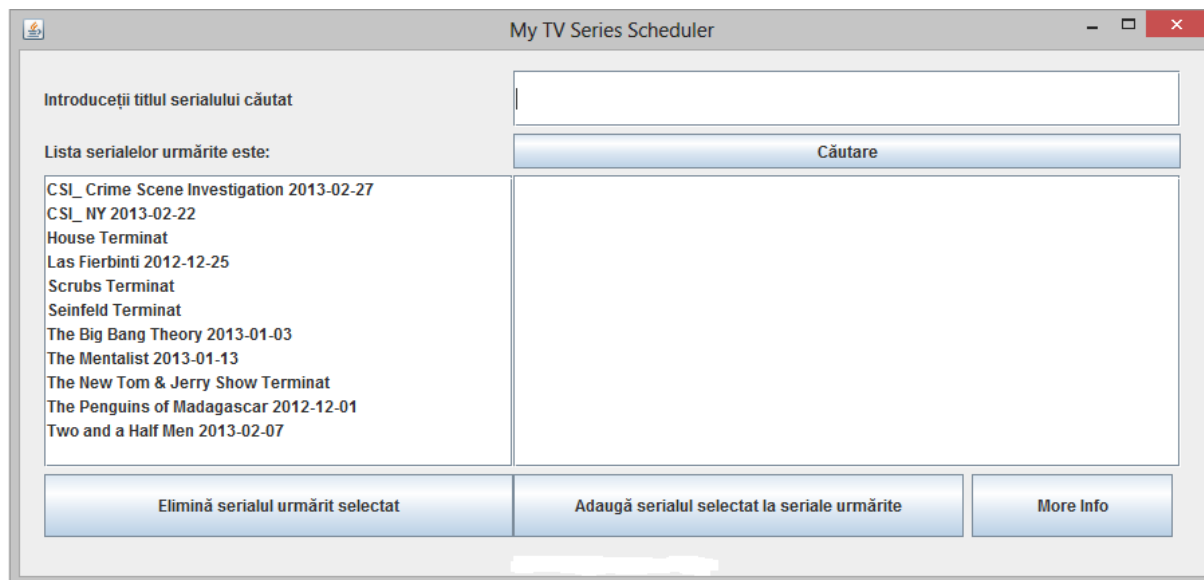 My TV Series Scheduler
Introduceții titlul serialului căutat
Lista serialelor urmărite este:
Căutare
CSI_ Crime Scene Investigation 2013-02-27
CSI_ NY 2013-02-22
House Terminat
Las Fierbinti 2012-12-25
Scrubs Terminat
Seinfeld Terminat
The Big Bang Theory 2013-01-03
The Mentalist 2013-01-13
The New Tom & Jerry Show Terminat
The Penguins of Madagascar 2012-12-01
Two and a Half Men 2013-02-07
Elimină serialul urmărit selectat
Adaugă serialul selectat la seriale urmărite
More Info